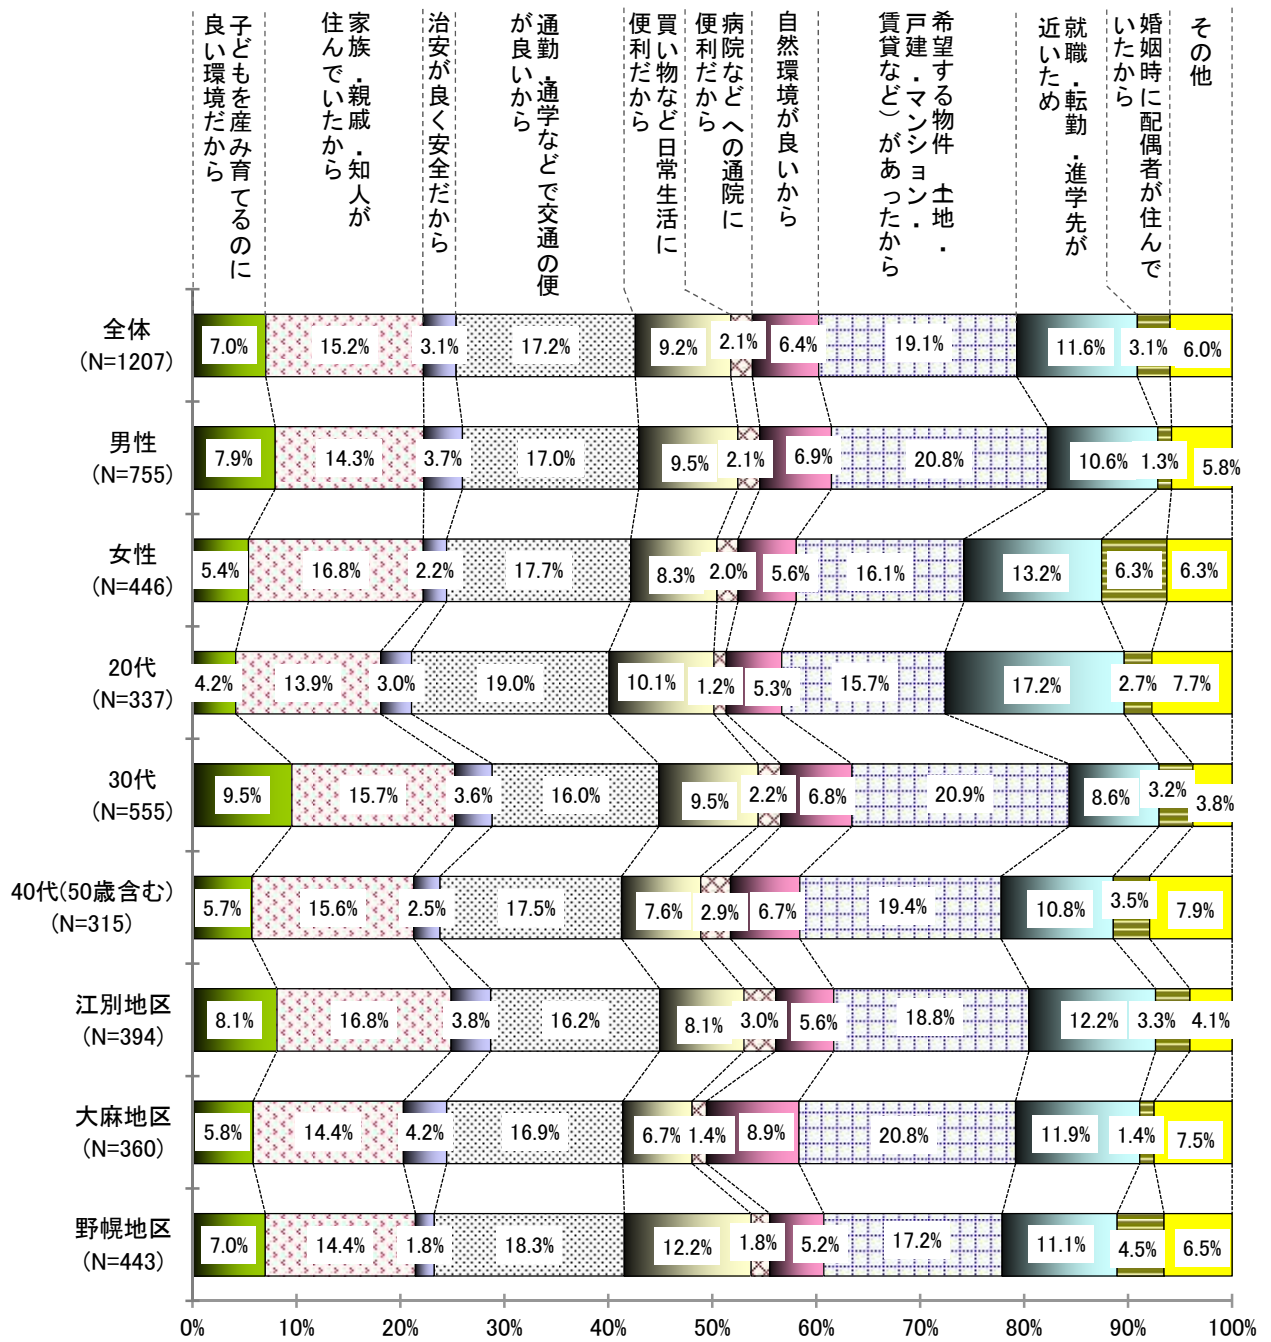 子どもを産み育てるのに
良い環境だから
家族・親戚・知人が
住んでいたから
治安が良く安全だから
通勤・通学などで交通の便
が良いから
買い物など日常生活に
便利だから
病院などへの通院に
便利だから
自然環境が良いから
希望する物件（土地・
戸建・マンション・
賃貸など）があったから
就職・転勤・進学先が
近いため
婚姻時に配偶者が住んで
いたから
その他
全体
(N=1207)
7.0%
15.2%
3.1%
17.2%
9.2%
2.1%
6.4%
19.1%
11.6%
3.1%
6.0%
男性
(N=755)
7.9%
14.3%
3.7%
17.0%
9.5%
2.1%
6.9%
20.8%
10.6%
1.3%
5.8%
女性
(N=446)
5.4%
16.8%
2.2%
17.7%
8.3%
2.0%
5.6%
16.1%
13.2%
6.3%
6.3%
20代
(N=337)
4.2%
13.9%
3.0%
19.0%
10.1%
1.2%
5.3%
15.7%
17.2%
2.7%
7.7%
30代
(N=555)
9.5%
15.7%
3.6%
16.0%
9.5%
2.2%
6.8%
20.9%
8.6%
3.2%
3.8%
40代(50歳含む)
(N=315)
5.7%
15.6%
2.5%
17.5%
7.6%
2.9%
6.7%
19.4%
10.8%
3.5%
7.9%
江別地区
(N=394)
8.1%
16.8%
3.8%
16.2%
8.1%
3.0%
5.6%
18.8%
12.2%
3.3%
4.1%
大麻地区
(N=360)
5.8%
14.4%
4.2%
16.9%
6.7%
1.4%
8.9%
20.8%
11.9%
1.4%
7.5%
野幌地区
(N=443)
7.0%
14.4%
1.8%
18.3%
12.2%
1.8%
5.2%
17.2%
11.1%
4.5%
6.5%
0%
10%
20%
30%
40%
50%
60%
70%
80%
90%
100%